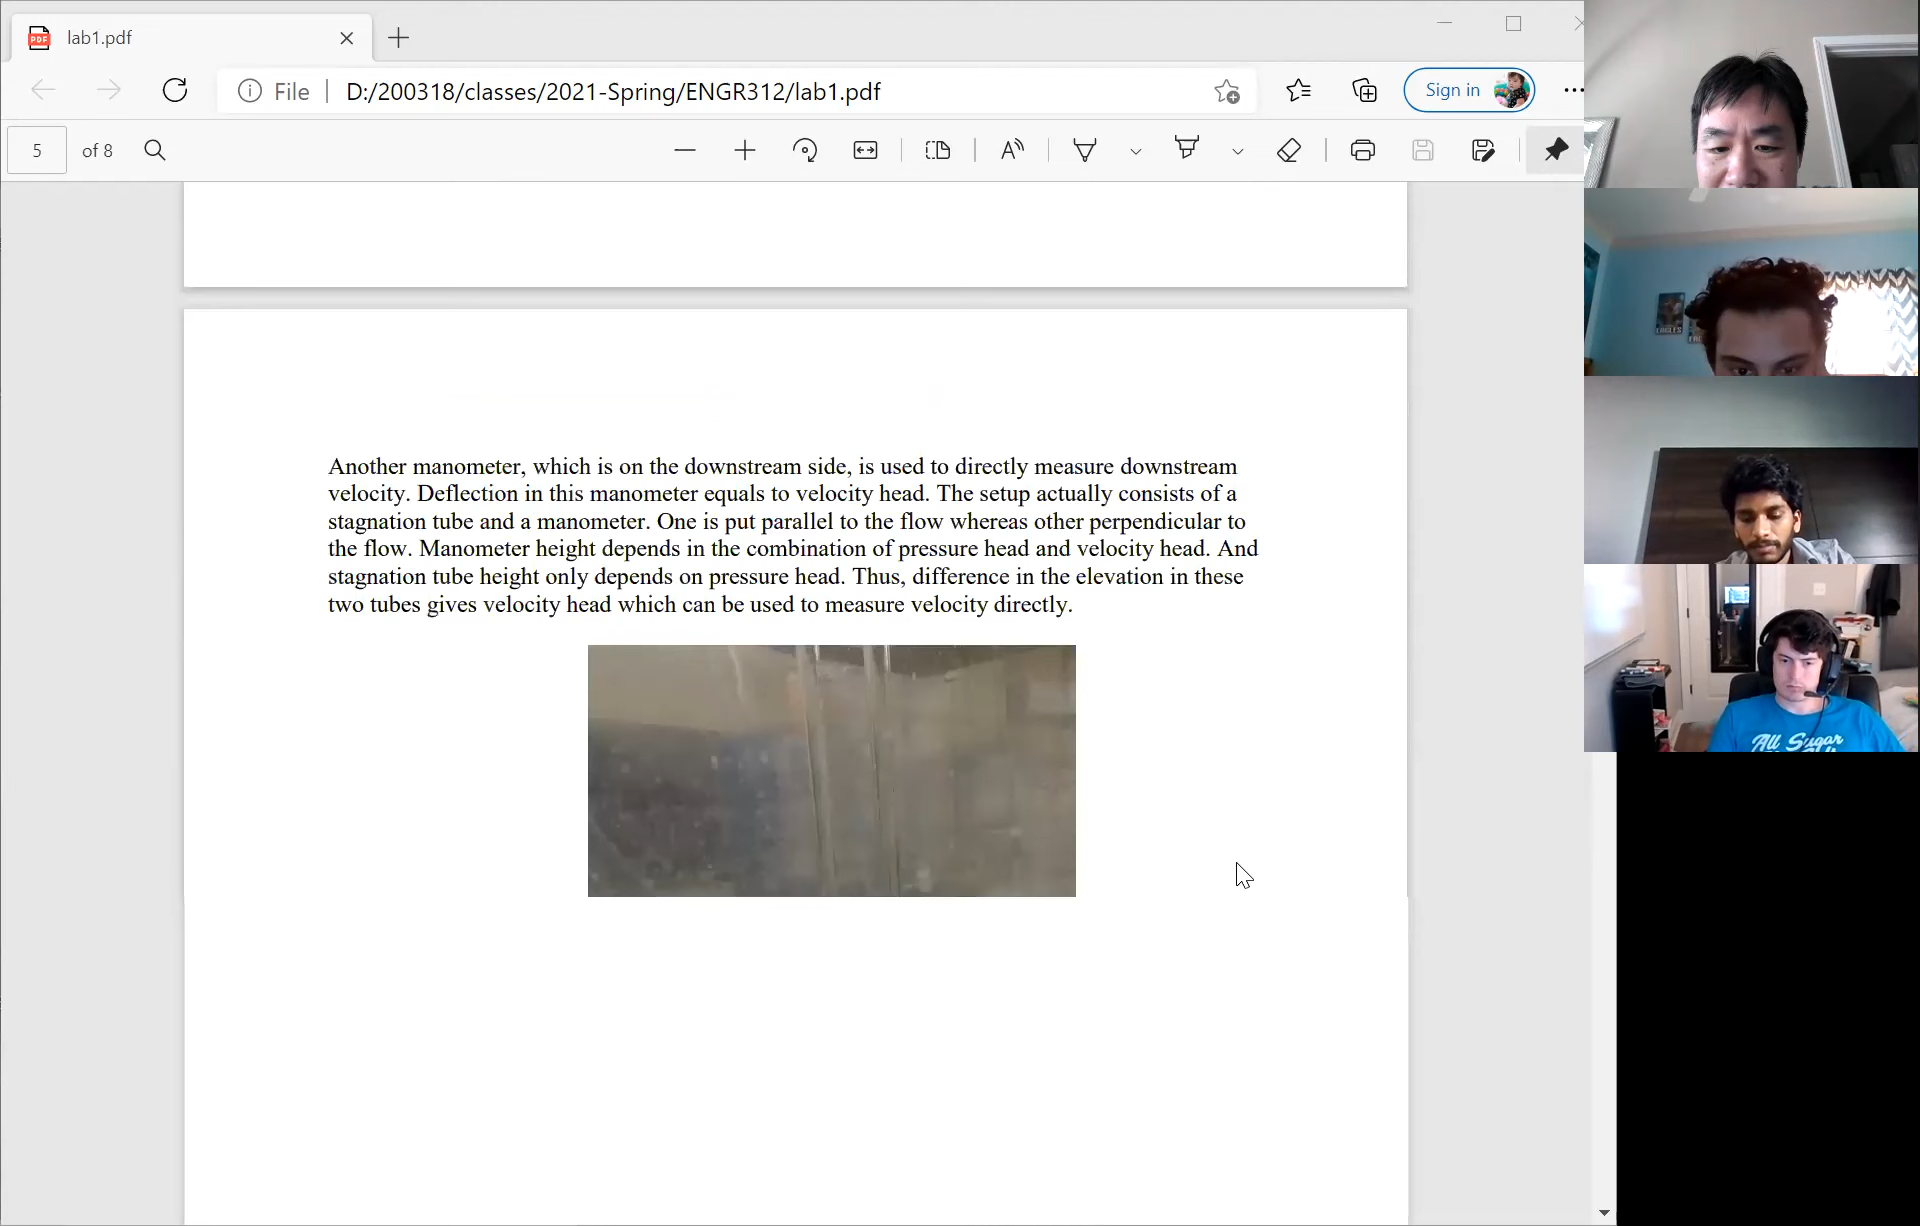 lab1.pdf
File D:/200318/classes/2021-Spring/ENGR312/lab1.pdf
Sign in
5 of 8
Another manometer, which is on the downstream side, is used to directly measure downstream
velocity. Deflection in this manometer equals to velocity head. The setup actually consists of a
stagnation tube and a manometer. One is put parallel to the flow whereas other perpendicular to
the flow. Manometer height depends in the combination of pressure head and velocity head. And
stagnation tube height only depends on pressure head. Thus, difference in the elevation in these
two tubes gives velocity head which can be used to measure velocity directly.
EAGLES
All Sugar